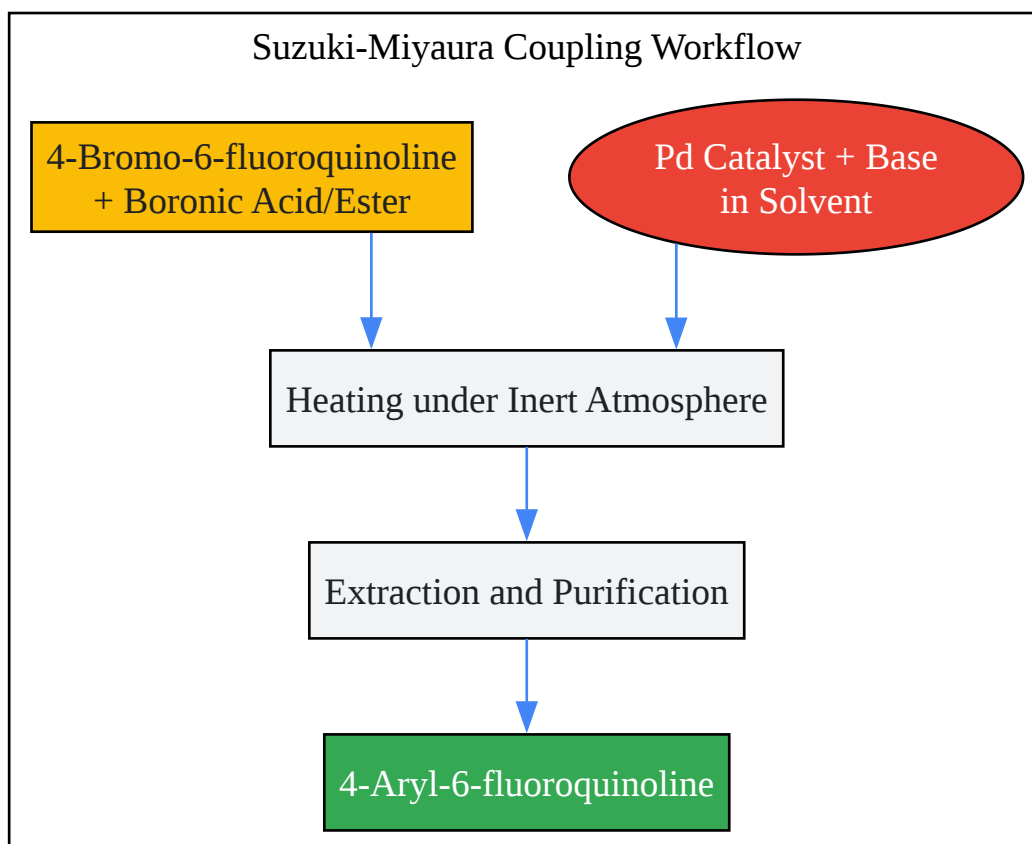 Suzuki-Miyaura Coupling Workflow
4-Bromo-6-fluoroquinoline
+ Boronic Acid/Ester
Pd Catalyst + Base
in Solvent
Heating under Inert Atmosphere
Extraction and Purification
4-Aryl-6-fluoroquinoline